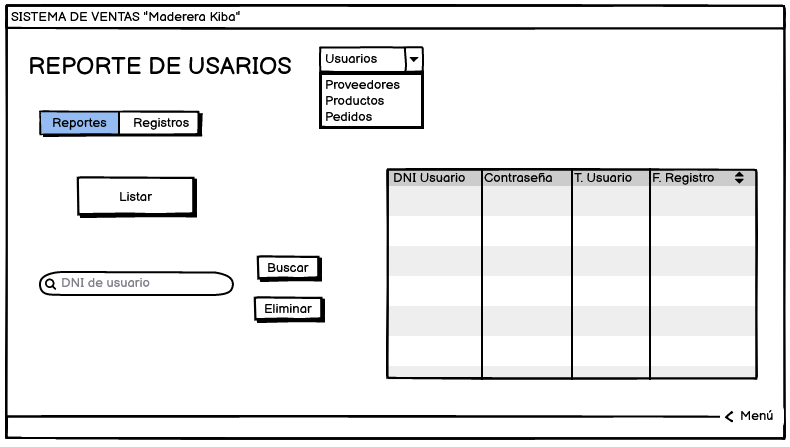 SISTEMA DE VENTAS "Maderera Kiba"
REPORTE DE USARIOS
Usuarios
Proveedores
Productos
Pedidos
Reportes
Registros
Listar
DNI Usuario
Contraseña
T. Usuario
F. Registro
Buscar
DNI de usuario
Eliminar
Menú